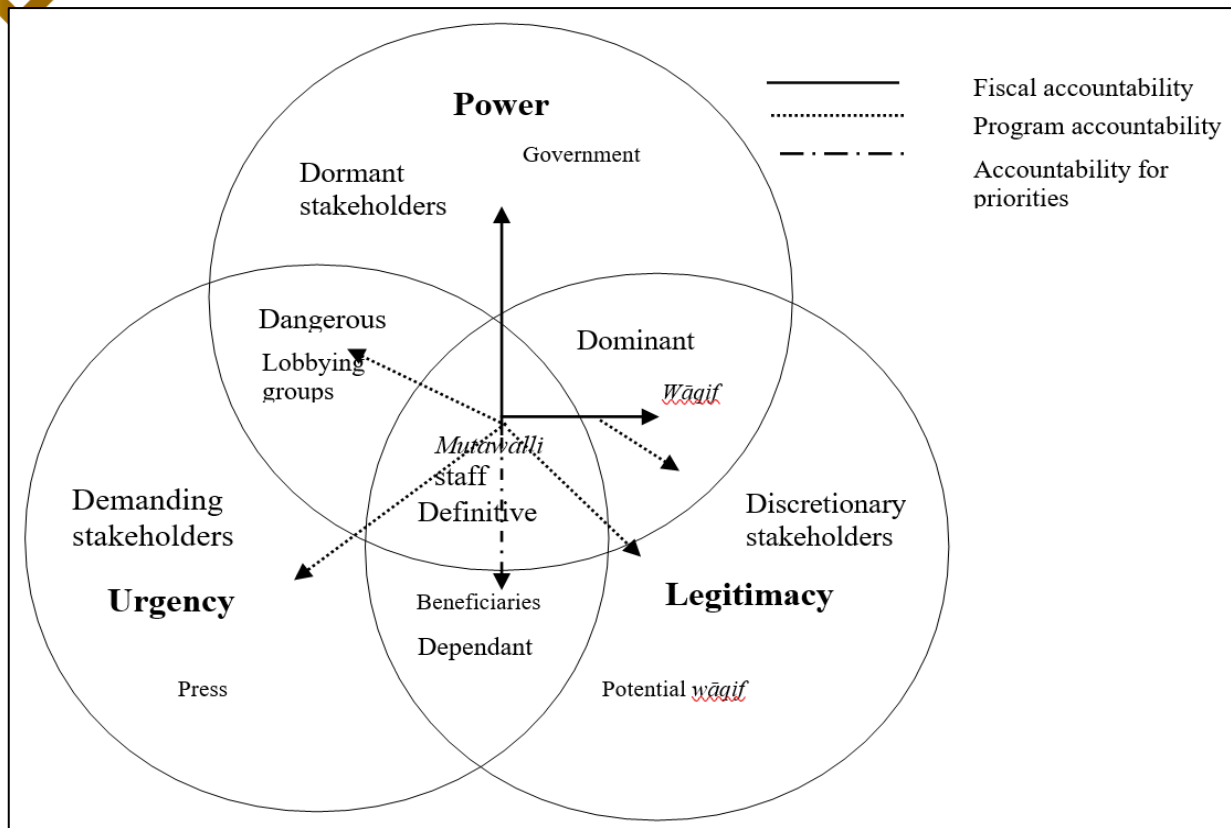 Power
Government
Dormant
stakeholders
Fiscal accountability
Program accountability
Accountability for
priorities
Dangerous
Lobbying
groups
Dominant
Wāqif
Mutawalli
staff
Definitive
Demanding
stakeholders
Urgency
Press
Discretionary
stakeholders
Legitimacy
Beneficiaries
Dependant
Potential wāqif